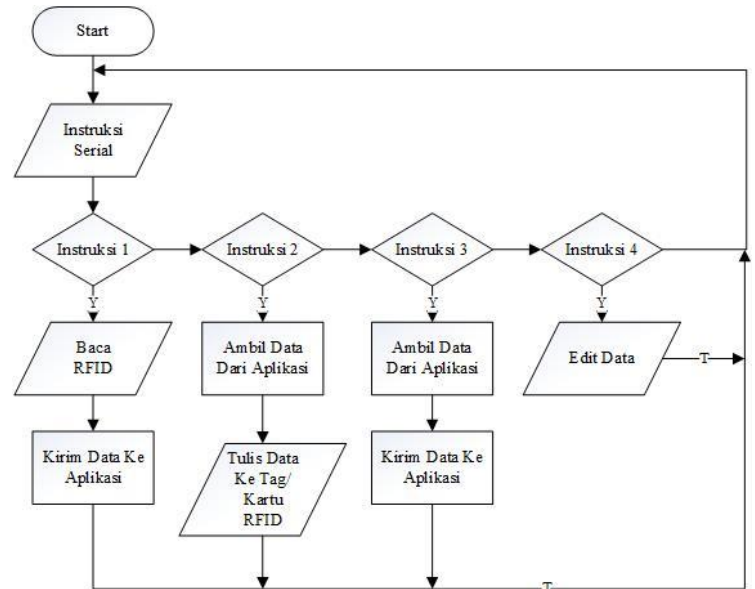 Start
Instruksi
Serial
Instruksi 1
Instruksi 2
Instruksi 3
Instruksi 4
Y
Y
Y
Y
Baca
RFID
Ambil Data
Dari Aplikasi
Ambil Data
Dari Aplikasi
Edit Data
T
Kirim Data Ke
Aplikasi
Tulis Data
Ke Tag/
Kartu
RFID
Kirim Data Ke
Aplikasi
T